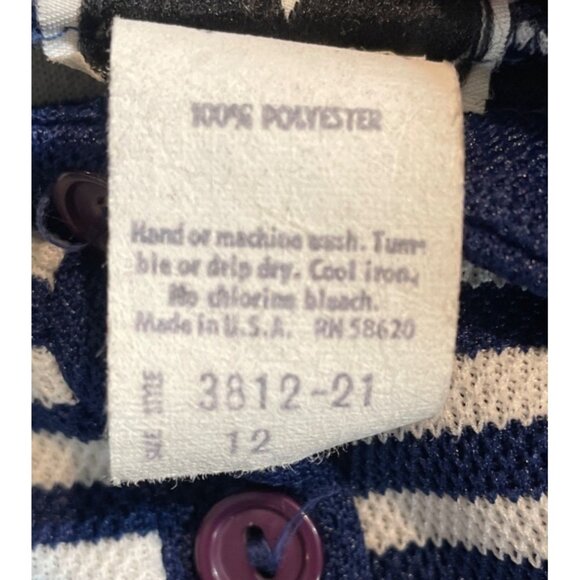 100% POLYESTER
Hand or machine wash. Tum-
ble or drip dry. Cool iron.
No chlorine bleach.
Made in U.S.A. RN 58620
STYLE 3812-21
SIZE 12